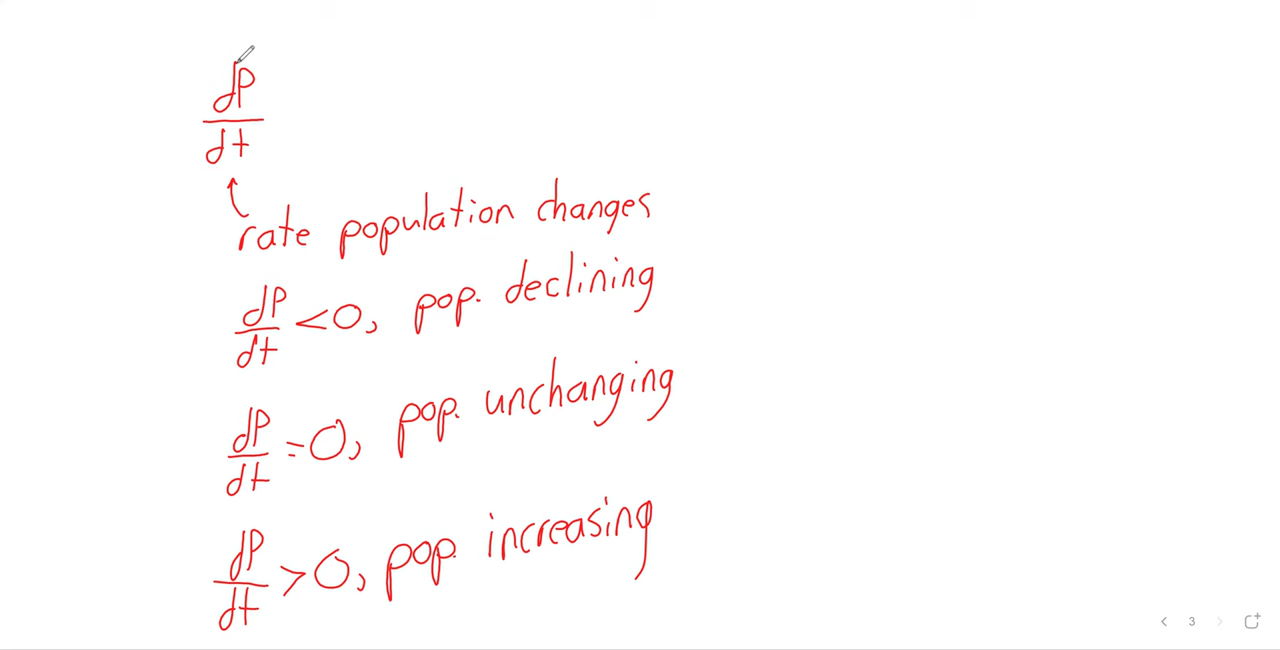 dP
dt
rate population changes
dP/dt < 0, pop. declining
dP/dt = 0, pop. unchanging
dP/dt > 0, pop. increasing
3